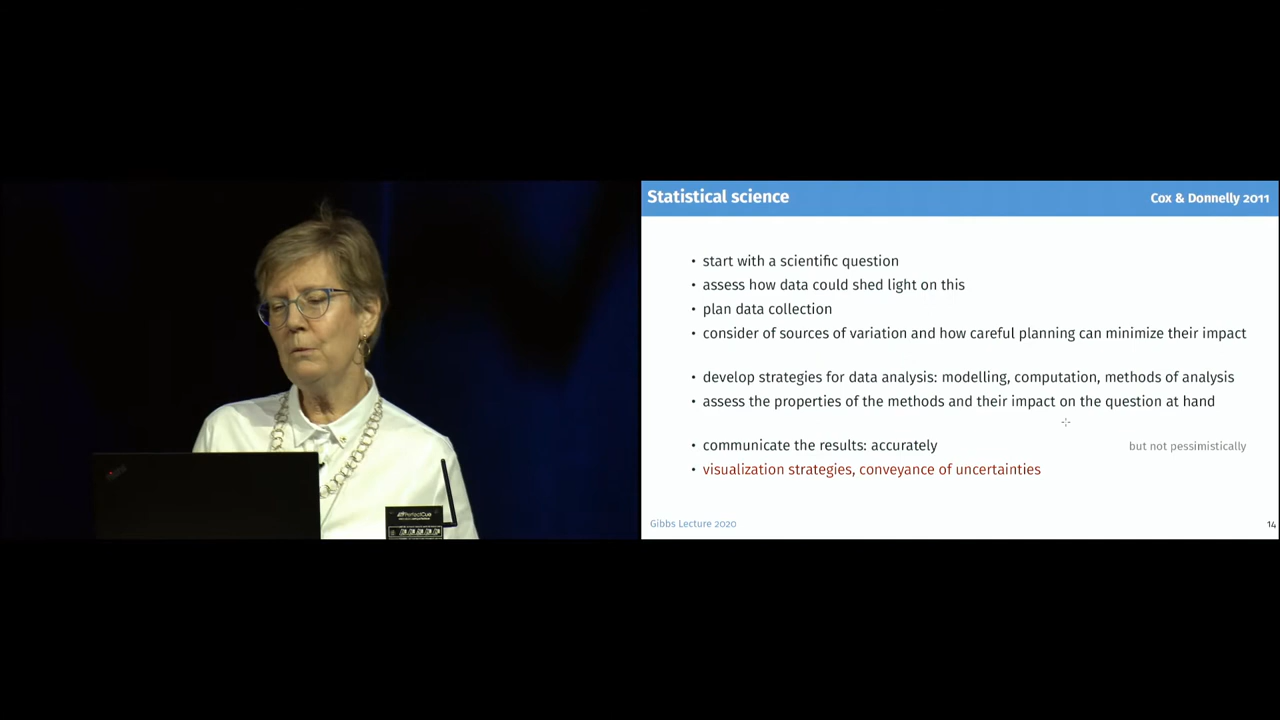 Statistical science
Cox & Donnelly 2011
• start with a scientific question
• assess how data could shed light on this
• plan data collection
• consider of sources of variation and how careful planning can minimize their impact
• develop strategies for data analysis: modelling, computation, methods of analysis
• assess the properties of the methods and their impact on the question at hand
• communicate the results: accurately
but not pessimistically
• visualization strategies, conveyance of uncertainties
Gibbs Lecture 2020
14
PerfectCue